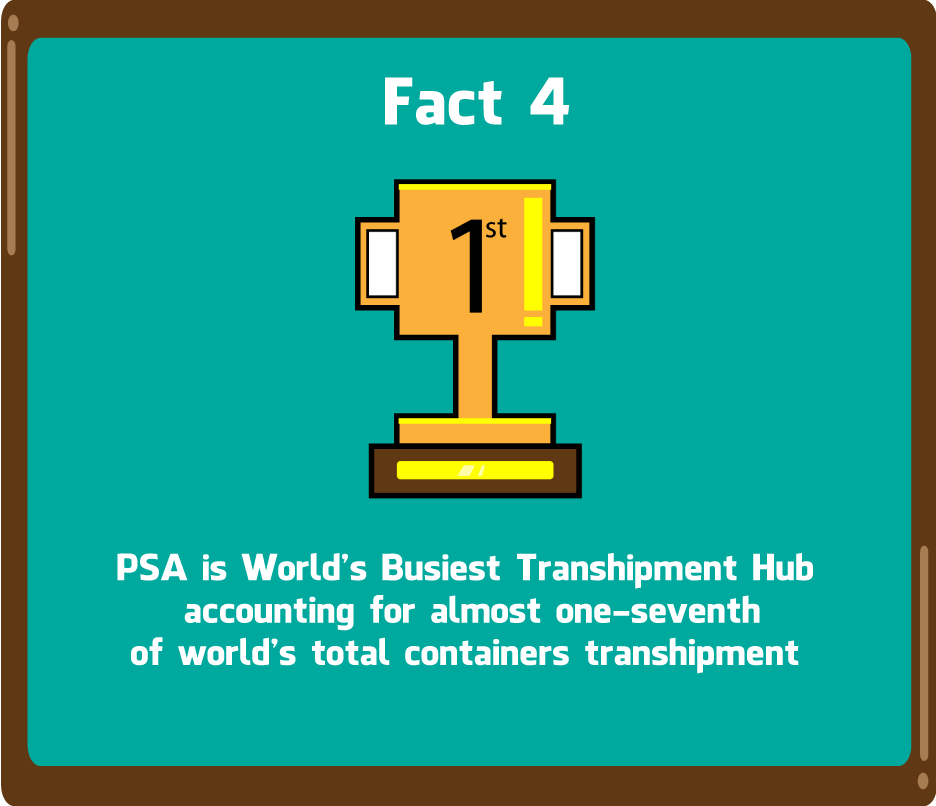 Fact 4
1st
PSA is World's Busiest Transhipment Hub
accounting for almost one-seventh
of world's total containers transhipment